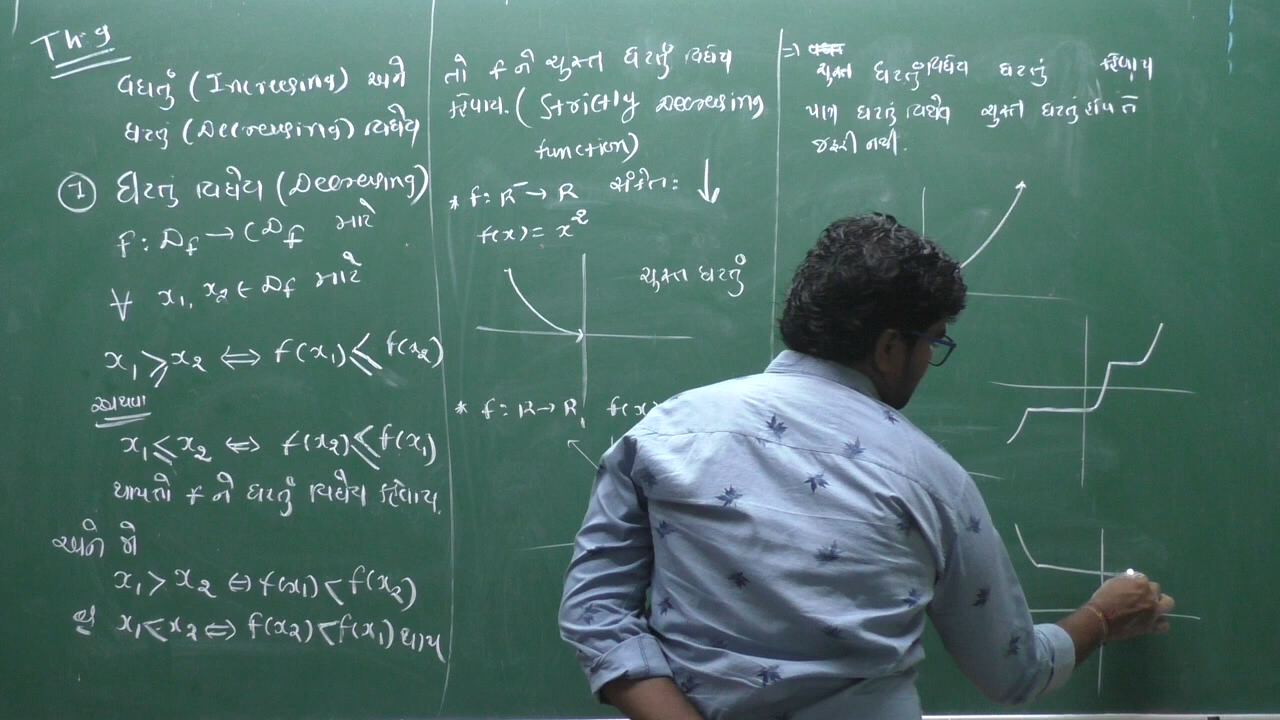 Th-9
વધતું (Increasing) અને
ઘટતું (Decreasing) વિધેય
① ઘટતું વિધેય (Decreasing)
f : Df → CDf માટે
∀ x₁, x₂ ∈ Df માટે
x₁ ≥ x₂ ⇔ f(x₁) ≤ f(x₂)
અથવા
x₁ ≤ x₂ ⇔ f(x₂) ≤ f(x₁)
થાય તો f ને ઘટતું વિધેય કહેવાય.
અને જો
x₁ > x₂ ⇔ f(x₁) < f(x₂)
x₁ < x₂ ⇔ f(x₂) < f(x₁) થાય
તો f ને ચુસ્ત ઘટતું વિધેય
કહેવાય. (Strictly Decreasing
function)
* f : R⁻ → R સંકેત : ↓
f(x) = x²
ચુસ્ત ઘટતું
* f : R → R, f(x)
⇒ ચુસ્ત ઘટતું વિધેય ઘટતું
પણ ઘટતું વિધેય ચુસ્ત ઘટતું હોય તે
જરૂરી નથી.